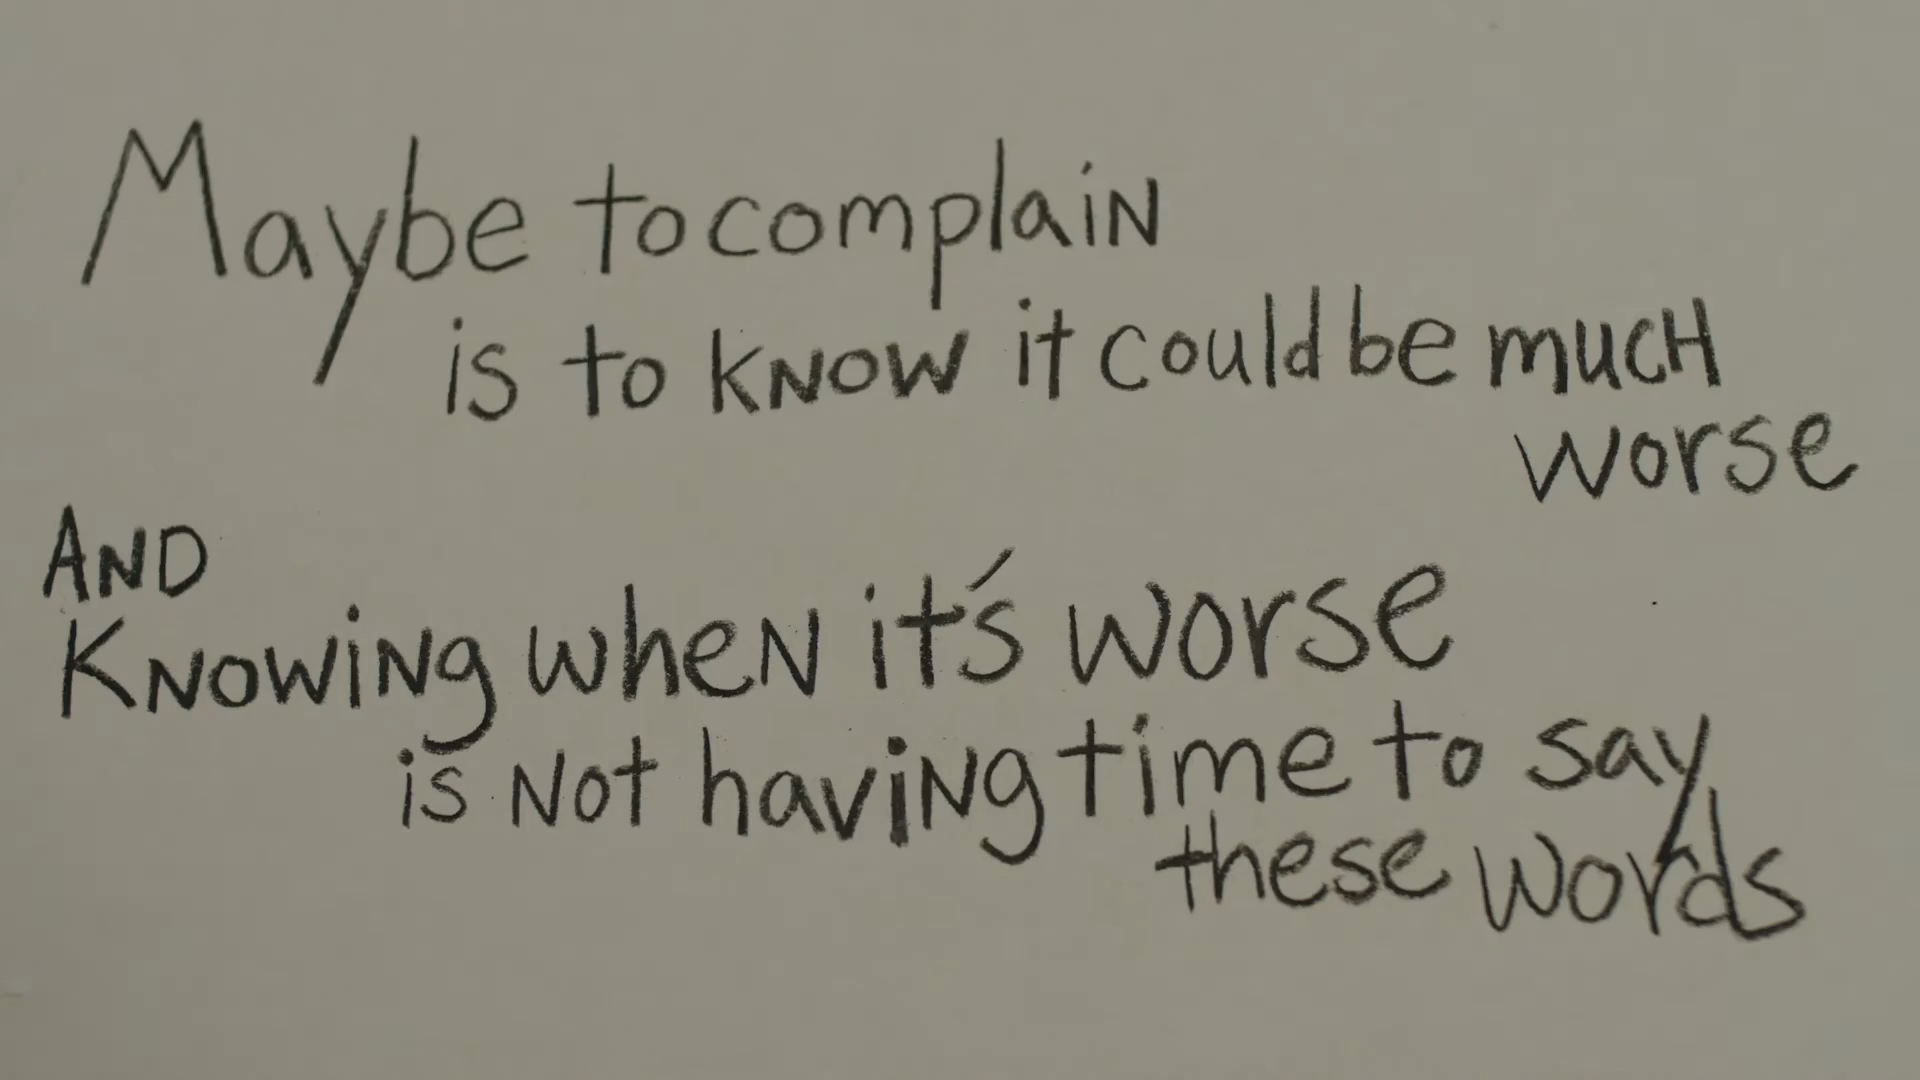 Maybe to complain
is to know it could be much
worse
AND
Knowing when it's worse
is not having time to say
these words